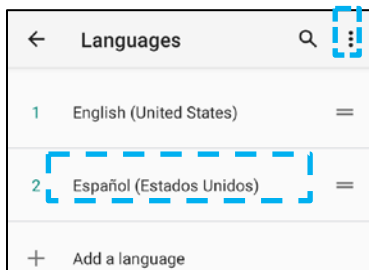 Languages
1 English (United States)
2 Español (Estados Unidos)
Add a language